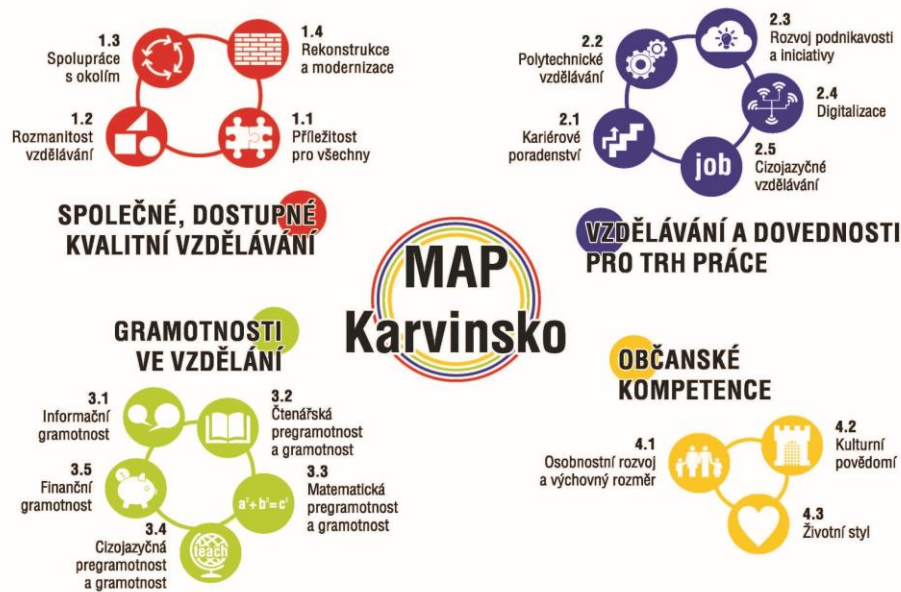 1.3
Spolupráce
s okolím
1.4
Rekonstrukce
a modernizace
1.2
Rozmanitost
vzdělávání
1.1
Příležitost
pro všechny
SPOLEČNÉ, DOSTUPNÉ
KVALITNÍ VZDĚLÁVÁNÍ
2.3
Rozvoj podnikavosti
a iniciativy
2.2
Polytechnické
vzdělávání
2.4
Digitalizace
2.1
Kariérové
poradenství
job
2.5
Cizojazyčné
vzdělávání
VZDĚLÁVÁNÍ A DOVEDNOSTI
PRO TRH PRÁCE
MAP
Karvinsko
GRAMOTNOSTI
VE VZDĚLÁNÍ
3.1
Informační
gramotnost
3.2
Čtenářská
pregramotnost
a gramotnost
3.5
Finanční
gramotnost
a²+b²=c²
3.3
Matematická
pregramotnost
a gramotnost
3.4
Cizojazyčná
pregramotnost
a gramotnost
teach
OBČANSKÉ
KOMPETENCE
4.1
Osobnostní rozvoj
a výchovný rozměr
4.2
Kulturní
povědomí
4.3
Životní styl